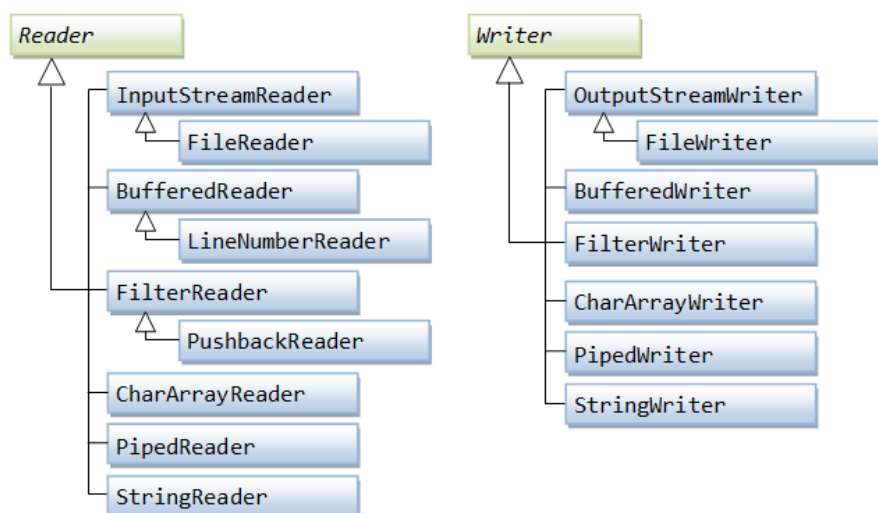 Reader
InputStreamReader
FileReader
BufferedReader
LineNumberReader
FilterReader
PushbackReader
CharArrayReader
PipedReader
StringReader
Writer
OutputStreamWriter
FileWriter
BufferedWriter
FilterWriter
CharArrayWriter
PipedWriter
StringWriter